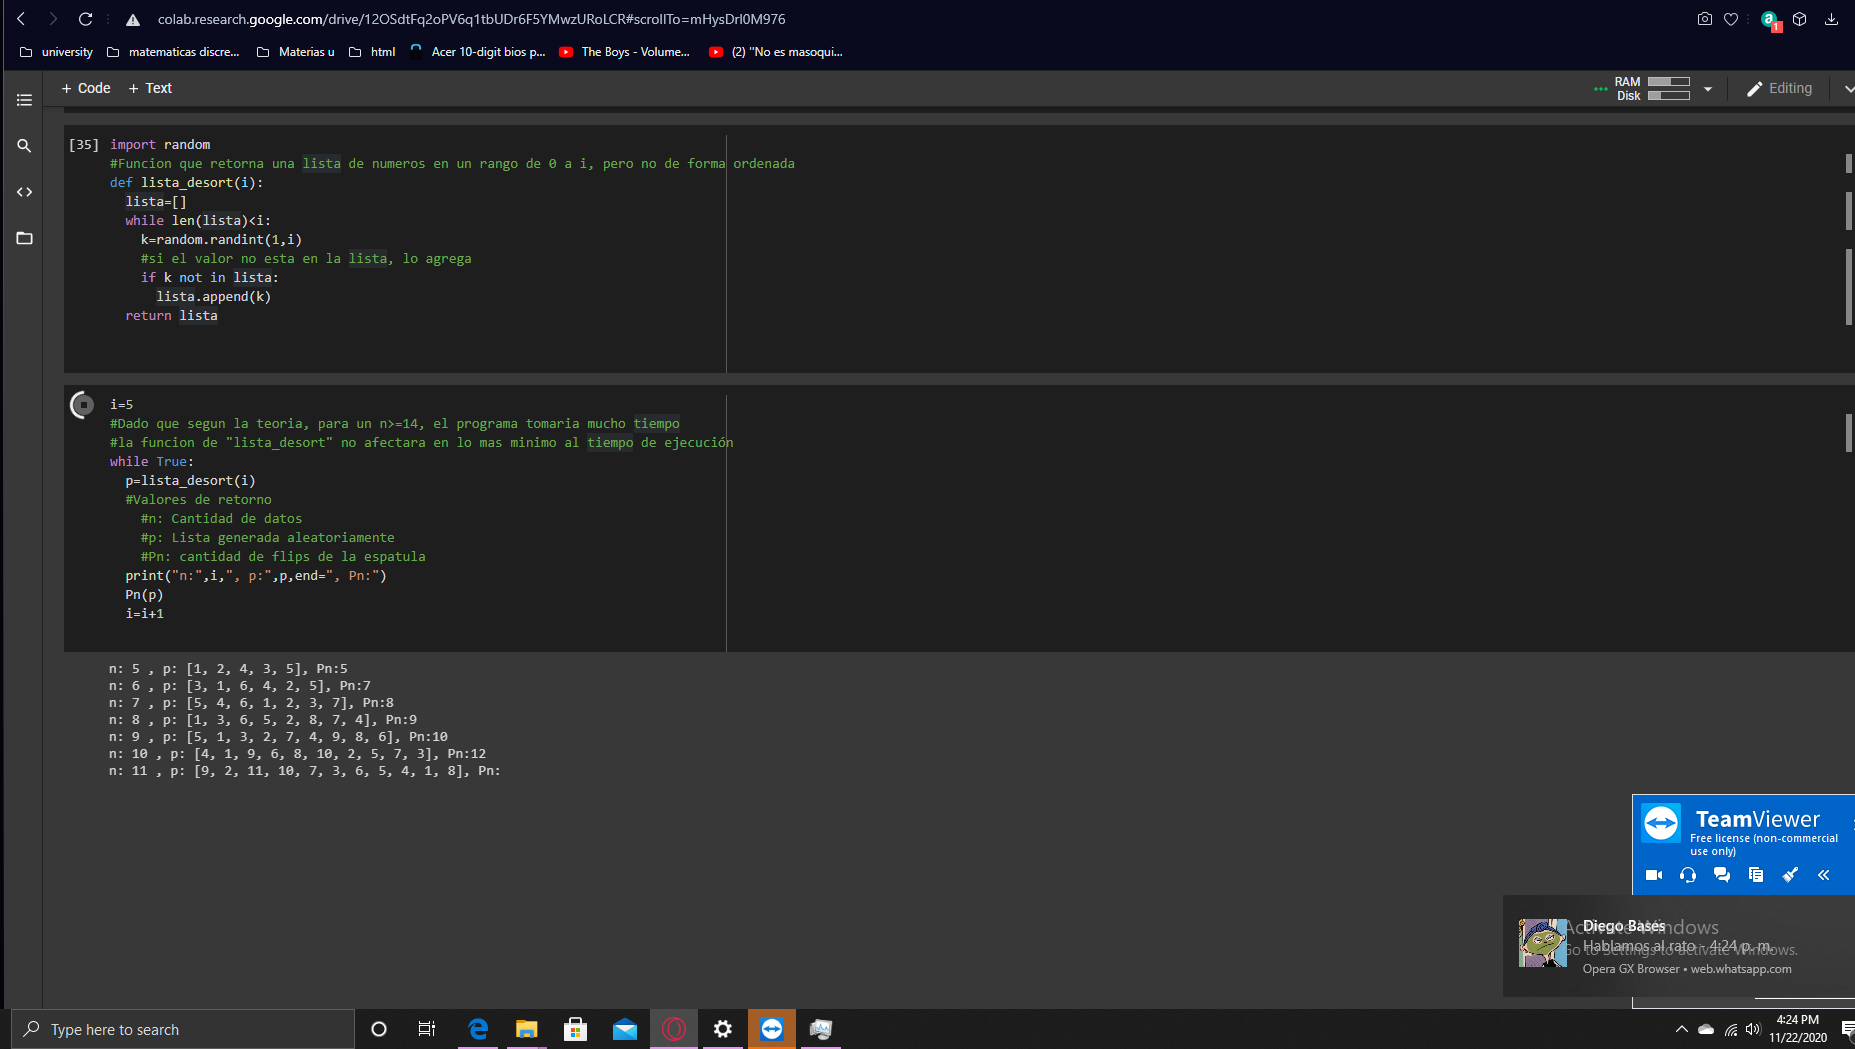 colab.research.google.com/drive/12OSdtFq2oPV6q1tbUDr6F5YMwzURoLCR#scrollTo=mHysDrI0M976
university matematicas discre... Materias u html Acer 10-digit bios p... The Boys - Volume... (2) "No es masoqui...
+ Code + Text
RAM
Disk
Editing
[35] import random
#Funcion que retorna una lista de numeros en un rango de 0 a i, pero no de forma ordenada
def lista_desort(i):
lista=[]
while len(lista)<i:
k=random.randint(1,i)
#si el valor no esta en la lista, lo agrega
if k not in lista:
lista.append(k)
return lista
i=5
#Dado que segun la teoria, para un n>=14, el programa tomaria mucho tiempo
#la funcion de "lista_desort" no afectara en lo mas minimo al tiempo de ejecución
while True:
p=lista_desort(i)
#Valores de retorno
#n: Cantidad de datos
#p: Lista generada aleatoriamente
#Pn: cantidad de flips de la espatula
print("n:",i,", p:",p,end=", Pn:")
Pn(p)
i=i+1
n: 5 , p: [1, 2, 4, 3, 5], Pn:5
n: 6 , p: [3, 1, 6, 4, 2, 5], Pn:7
n: 7 , p: [5, 4, 6, 1, 2, 3, 7], Pn:8
n: 8 , p: [1, 3, 6, 5, 2, 8, 7, 4], Pn:9
n: 9 , p: [5, 1, 3, 2, 7, 4, 9, 8, 6], Pn:10
n: 10 , p: [4, 1, 9, 6, 8, 10, 2, 5, 7, 3], Pn:12
n: 11 , p: [9, 2, 11, 10, 7, 3, 6, 5, 4, 1, 8], Pn:
TeamViewer
Free license (non-commercial
use only)
Diego Bases
Activate Windows
Hablamos al rato - 4:24 p. m.
Go to Settings to activate Windows.
Opera GX Browser • web.whatsapp.com
Type here to search
4:24 PM
11/22/2020